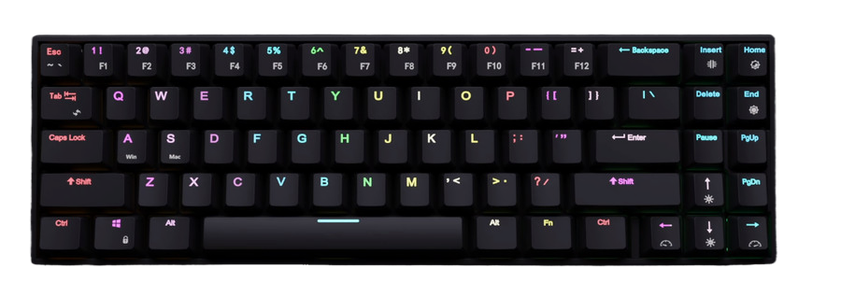 Esc 1! 2@ 3# 4$ 5% 6^ 7& 8* 9( 0) -— =+ ← Backspace Insert Home
~ ` F1 F2 F3 F4 F5 F6 F7 F8 F9 F10 F11 F12
Tab Q W E R T Y U I O P {[ ]} | \ Delete End
Caps Lock A S D F G H J K L ; : ' " ↵ Enter Pause PgUp
Win Mac
⇧ Shift Z X C V B N M , < > . ? / ⇧ Shift ↑ PgDn
Ctrl Alt Alt Fn Ctrl ← ↓ →